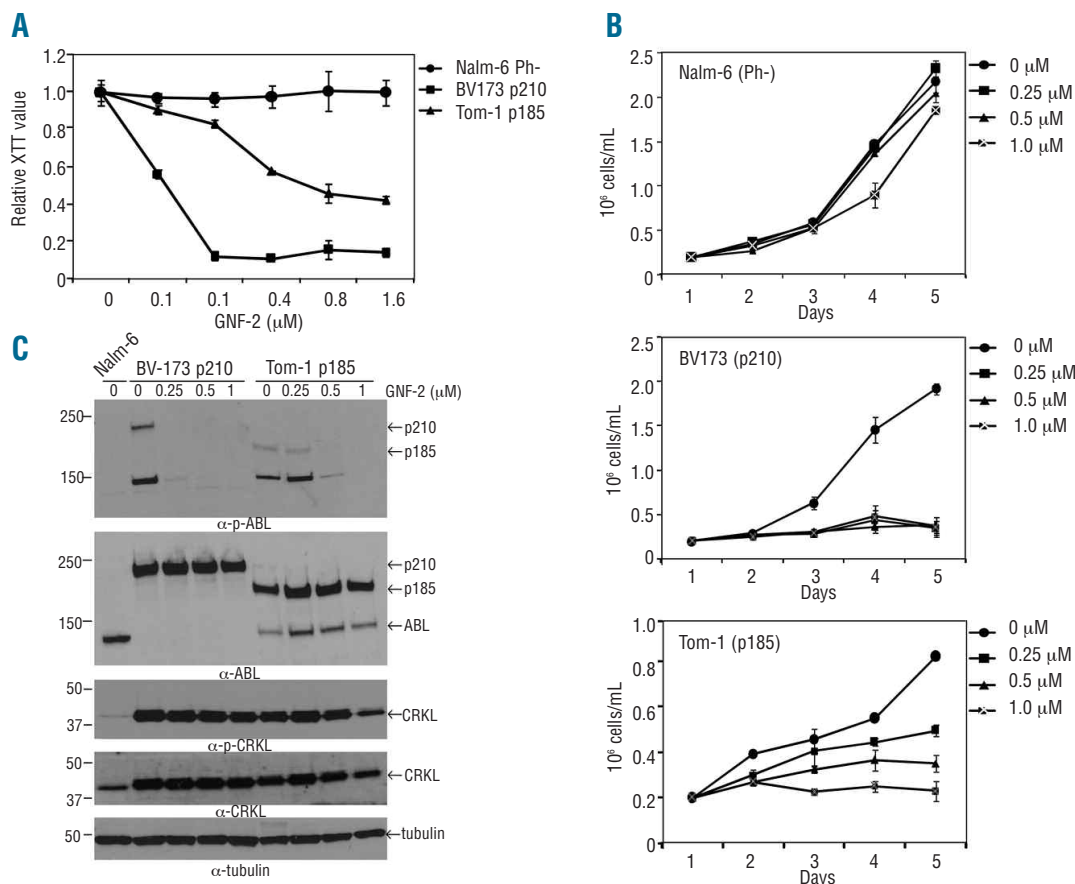 A
1.2
1.0
0.8
0.6
0.4
0.2
0
Relative XTT value
0 0.1 0.1 0.4 0.8 1.6
GNF-2 (μM)
Nalm-6 Ph-
BV173 p210
Tom-1 p185
B
Nalm-6 (Ph-)
2.5
2.0
1.5
1.0
0.5
0
10⁶ cells/mL
1 2 3 4 5
Days
0 μM
0.25 μM
0.5 μM
1.0 μM
BV173 (p210)
2.5
2.0
1.5
1.0
0.5
0
10⁶ cells/mL
1 2 3 4 5
Days
0 μM
0.25 μM
0.5 μM
1.0 μM
Tom-1 (p185)
1.0
0.8
0.6
0.4
0.2
0
10⁶ cells/mL
1 2 3 4 5
Days
0 μM
0.25 μM
0.5 μM
1.0 μM
C
Nalm-6
BV-173 p210
Tom-1 p185
0 0 0.25 0.5 1 0 0.25 0.5 1 GNF-2 (μM)
250
150
←p210
←p185
α-p-ABL
250
150
←p210
←p185
←ABL
α-ABL
50
37
←CRKL
α-p-CRKL
50
37
←CRKL
α-CRKL
50
←tubulin
α-tubulin